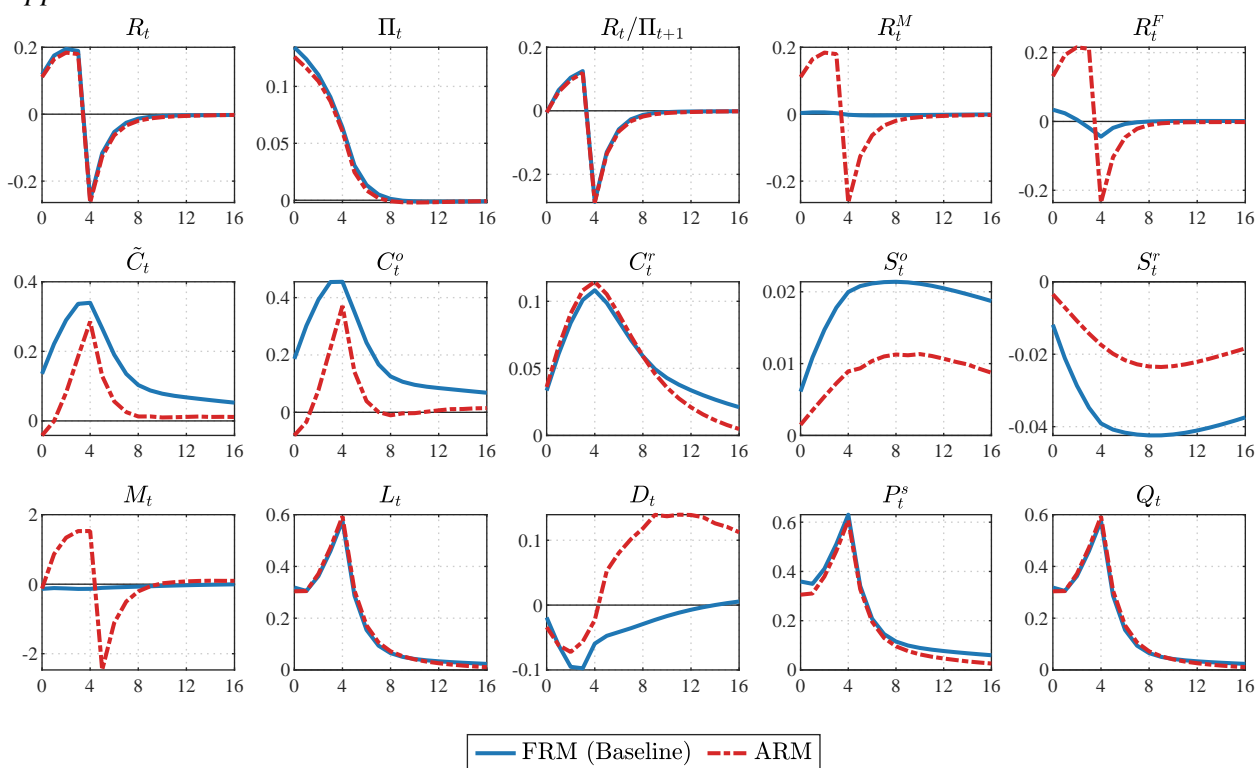 R_t Π_t R_t/Π_{t+1} R_t^M R_t^F
0.2 0 -0.2 0 4 8 12 16
0.1 0.05 0 0 4 8 12 16
0.2 0 -0.2 0 4 8 12 16
0.2 0 -0.2 0 4 8 12 16
0.2 0 -0.2 0 4 8 12 16
C̃_t C_t^o C_t^r S_t^o S_t^r
0.4 0.2 0 0 4 8 12 16
0.4 0.2 0 0 4 8 12 16
0.1 0.05 0 0 4 8 12 16
0.02 0.01 0 0 4 8 12 16
0 -0.02 -0.04 0 4 8 12 16
M_t L_t D_t P_t^s Q_t
2 0 -2 0 4 8 12 16
0.6 0.4 0.2 0 0 4 8 12 16
0.1 0 -0.1 0 4 8 12 16
0.6 0.4 0.2 0 0 4 8 12 16
0.6 0.4 0.2 0 0 4 8 12 16
FRM (Baseline) ARM